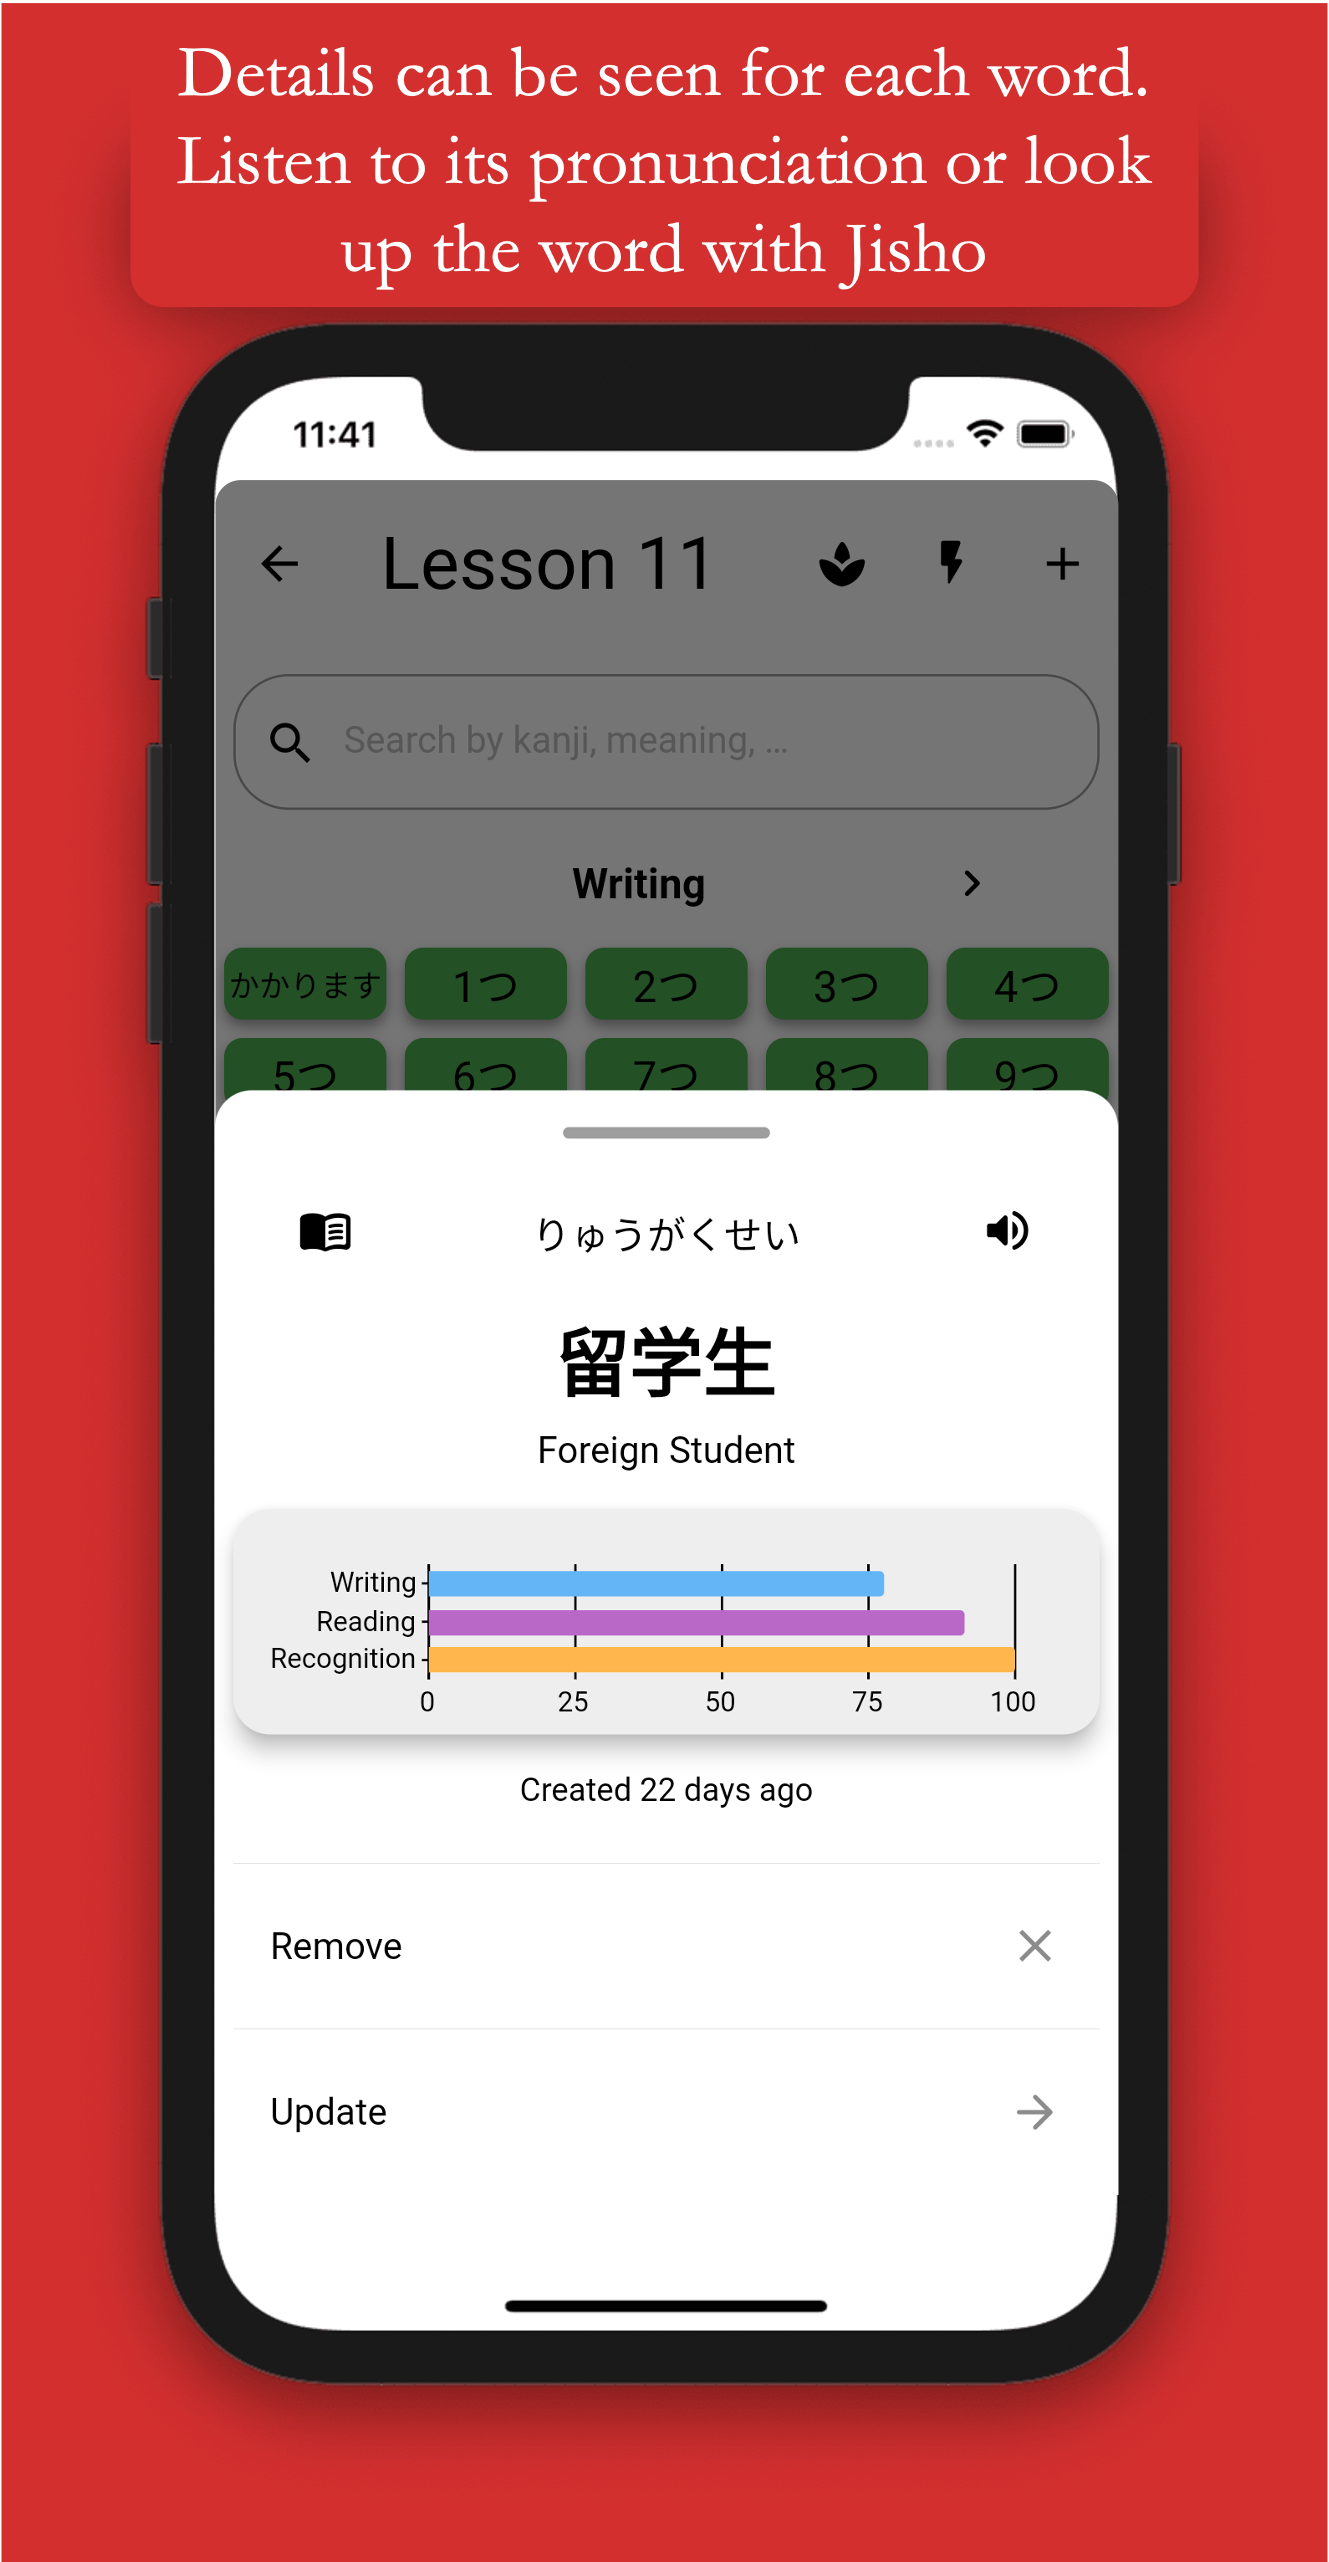 Details can be seen for each word.
Listen to its pronunciation or look
up the word with Jisho
11:41
Lesson 11
Search by kanji, meaning, ...
Writing
かかります 1つ 2つ 3つ 4つ
5つ 6つ 7つ 8つ 9つ
りゅうがくせい
留学生
Foreign Student
Writing
Reading
Recognition
0 25 50 75 100
Created 22 days ago
Remove
Update